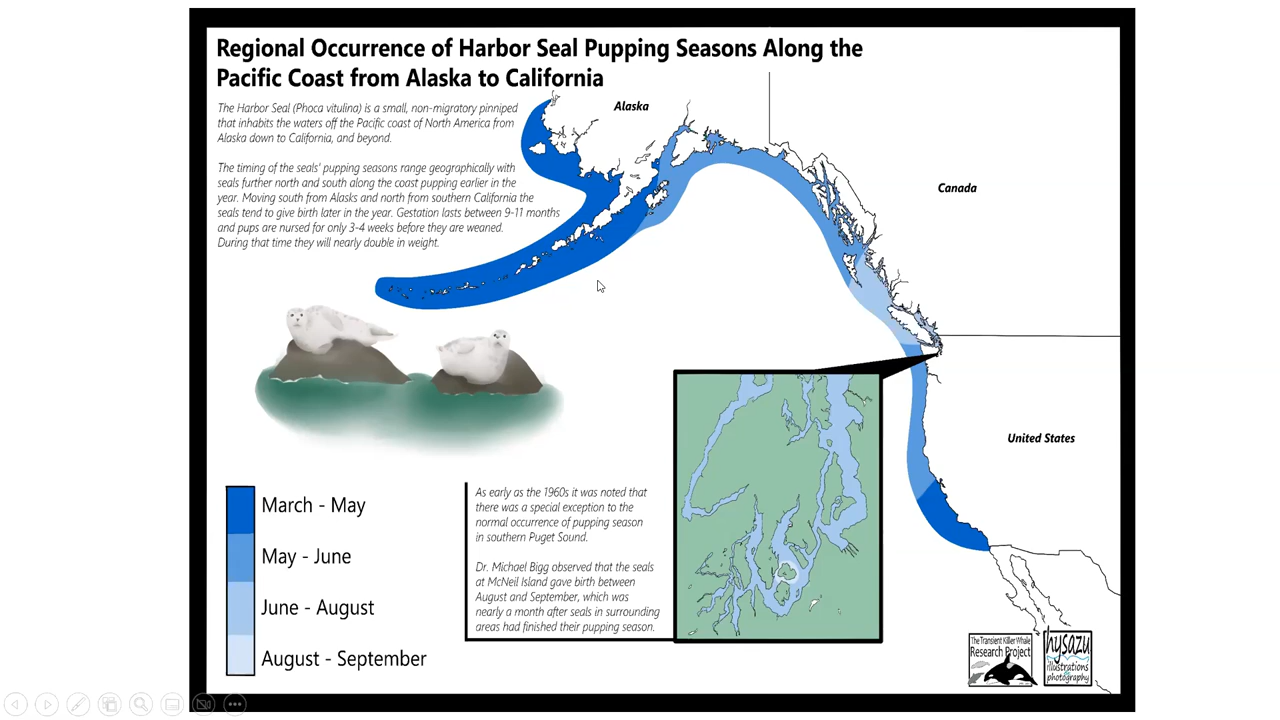 Regional Occurrence of Harbor Seal Pupping Seasons Along the
Pacific Coast from Alaska to California
The Harbor Seal (Phoca vitulina) is a small, non-migratory pinniped
that inhabits the waters off the Pacific coast of North America from
Alaska down to California, and beyond.
The timing of the seals' pupping seasons range geographically with
seals further north and south along the coast pupping earlier in the
year. Moving south from Alasks and north from southern California the
seals tend to give birth later in the year. Gestation lasts between 9-11 months
and pups are nursed for only 3-4 weeks before they are weaned.
During that time they will nearly double in weight.
Alaska
Canada
United States
March - May
May - June
June - August
August - September
As early as the 1960s it was noted that
there was a special exception to the
normal occurrence of pupping season
in southern Puget Sound.
Dr. Michael Bigg observed that the seals
at McNeil Island gave birth between
August and September, which was
nearly a month after seals in surrounding
areas had finished their pupping season.
The Transient Killer Whale
Research Project
nysazu
illustrations
photography